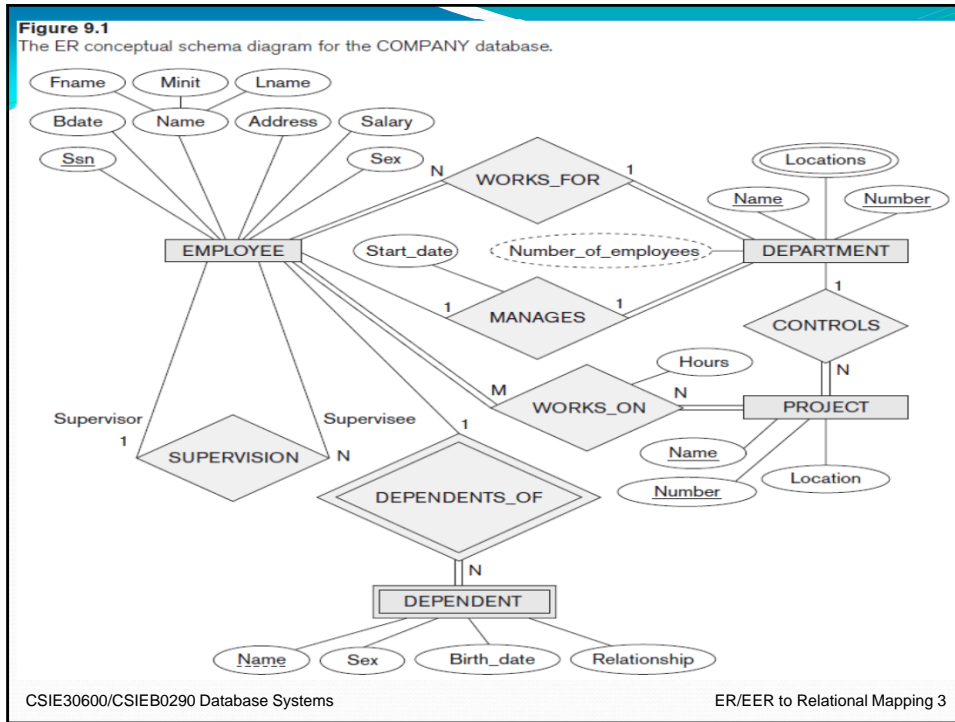 Figure 9.1
The ER conceptual schema diagram for the COMPANY database.
Fname Minit Lname
Bdate Name Address Salary
Ssn Sex
N WORKS_FOR 1
Locations
Name Number
EMPLOYEE Start_date Number_of_employees DEPARTMENT
1 MANAGES 1
1
CONTROLS
N
Hours
M WORKS_ON N PROJECT
Supervisor Supervisee
1 SUPERVISION N
1
Name
Number Location
DEPENDENTS_OF
N
DEPENDENT
Name Sex Birth_date Relationship
CSIE30600/CSIEB0290 Database Systems ER/EER to Relational Mapping 3